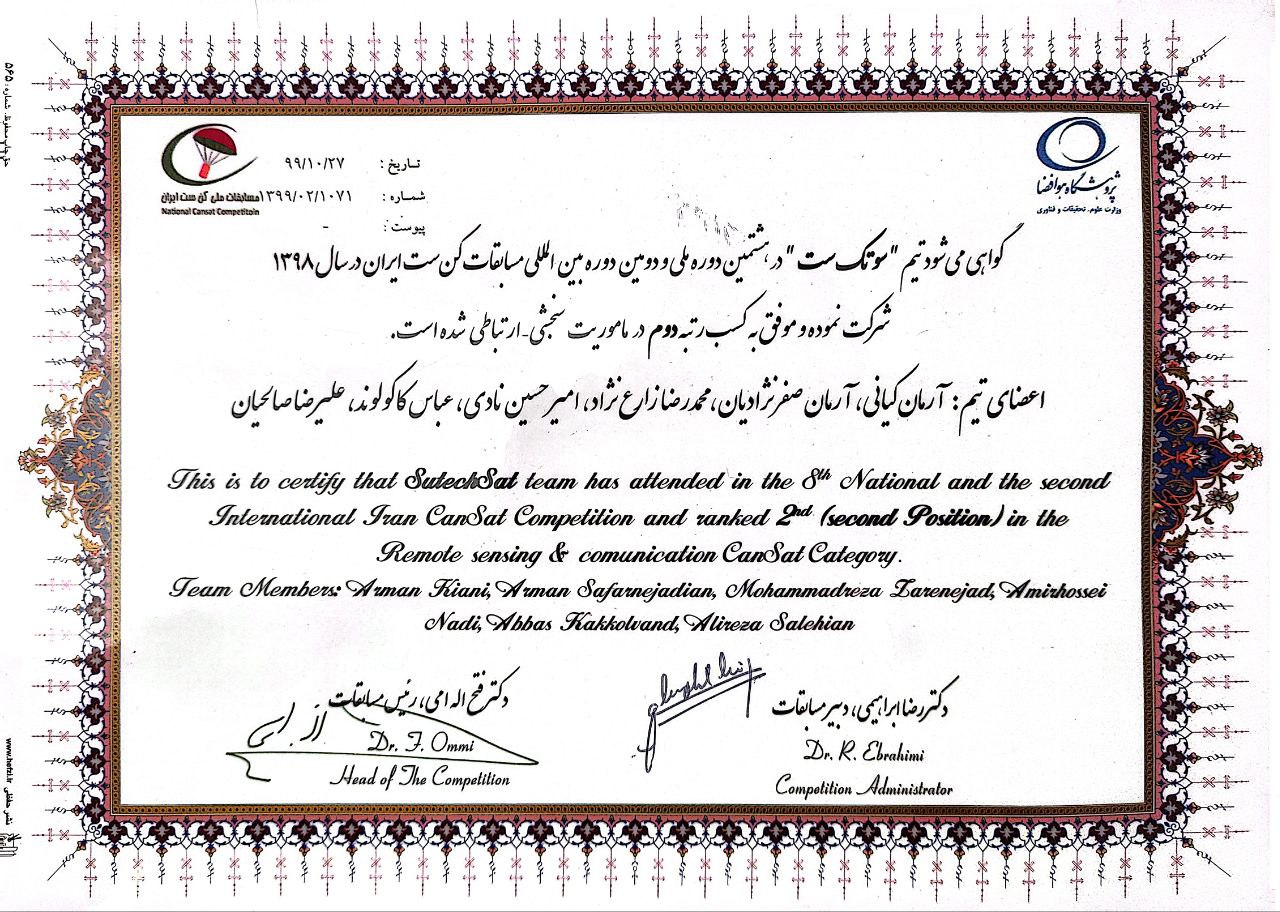 پژوهشگاه هوافضا
وزارت علوم، تحقیقات و فناوری
مسابقات ملی کن ست ایران
National Cansat Competitoin
تاریخ : ۹۹/۱۰/۲۷
شماره : ۱۳۹۹/۰۲/۱۰۷۱
پیوست : -
گواهی می شود تیم "سوتک ست" در هشتمین دوره ملی و دومین دوره بین المللی مسابقات کن ست ایران در سال ۱۳۹۸
شرکت نموده و موفق به کسب رتبه دوم در ماموریت سنجشی-ارتباطی شده است.
اعضای تیم : آرمان کیانی، آرمان صفرنژادیان، محمدرضا زارع نژاد، امیرحسین نادی، عباس کاکولوند، علیرضا صالحیان
This is to certify that SutechSat team has attended in the 8th National and the second
International Iran CanSat Competition and ranked 2nd (second Position) in the
Remote sensing & comunication CanSat Category.
Team Members: Arman Kiani, Arman Safarnejadian, Mohammadreza Zarenejad, Amirhossei
Nadi, Abbas Kakkolvand, Alireza Salehian
دکتر رضا ابراهیمی، دبیر مسابقات
Dr. R. Ebrahimi
Competition Administrator
دکتر فتح اله امی، رئیس مسابقات
Dr. F. Ommi
Head of The Competition
www.hafzi.ir